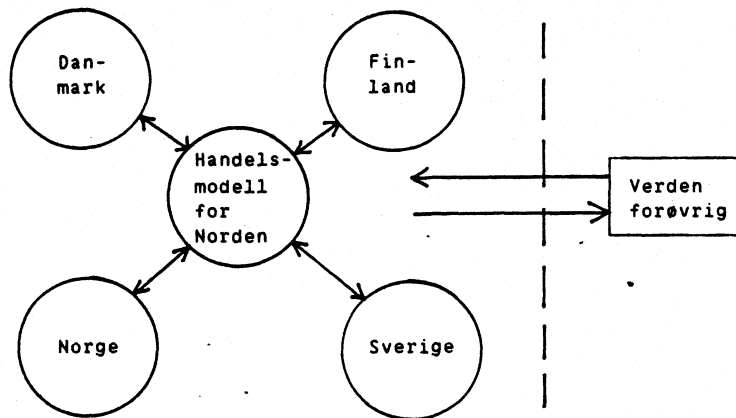 Dan-
mark
Fin-
land
Handels-
modell
for
Norden
Verden
forøvrig
Norge
Sverige